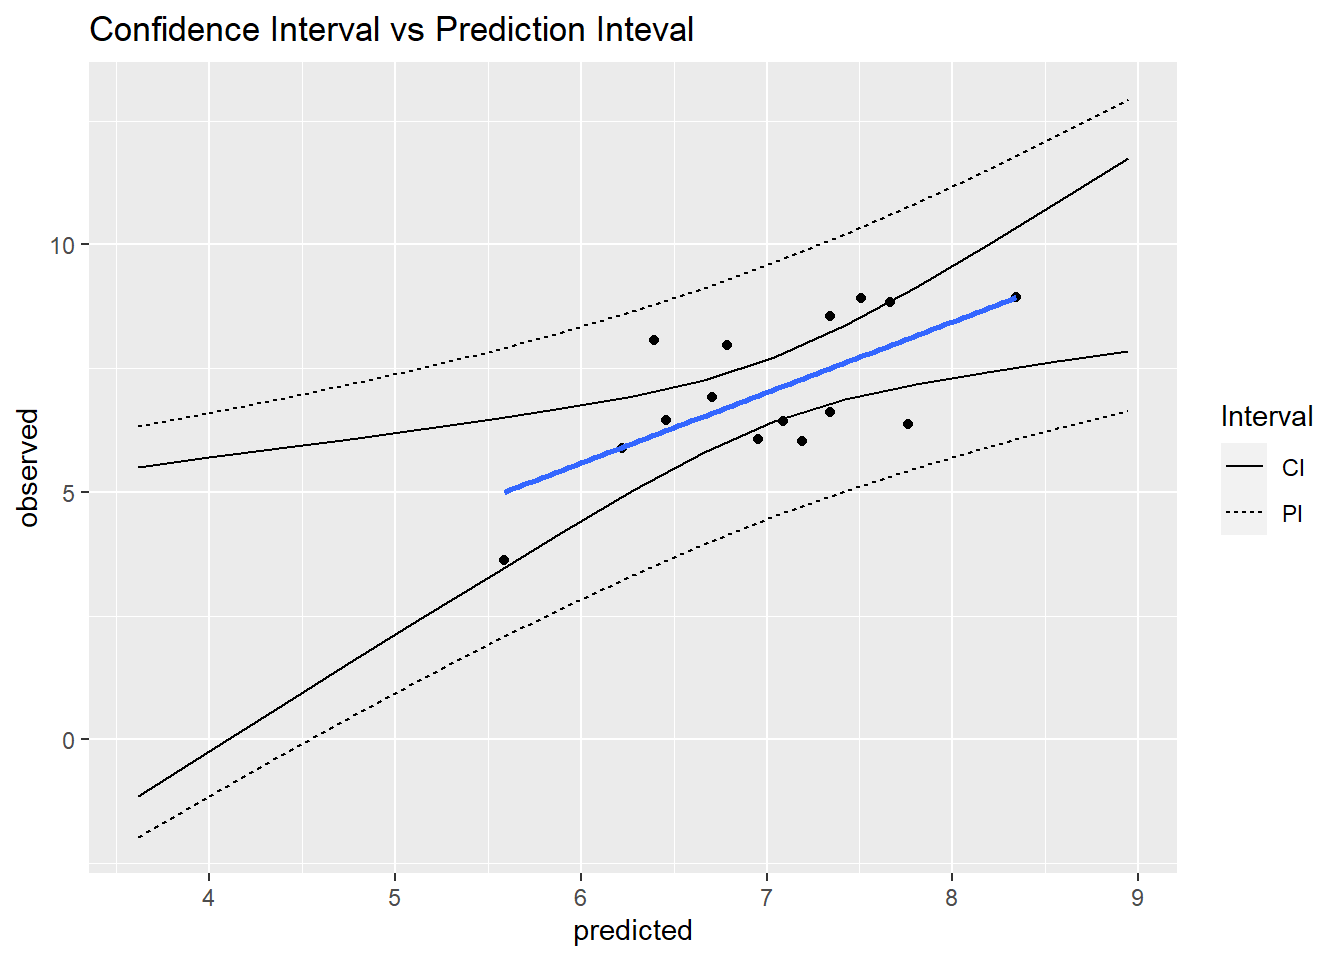 Confidence Interval vs Prediction Inteval
observed
10
5
0
4 5 6 7 8 9
predicted
Interval
CI
PI